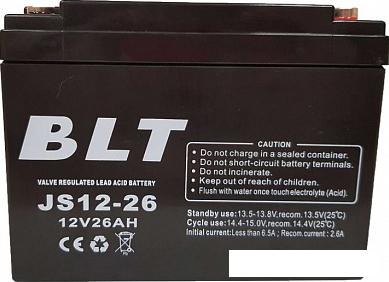 BLT
VALVE REGULATED LEAD ACID BATTERY
JS12-26
12V26AH
CAUTION
• Do not charge in a sealed container.
• Do not short-circuit battery terminals.
• Do not incinerate.
• Keep out of reach of children.
• Flush with water once touch electrolyte (Acid).
Standby use: 13.5-13.8V, recom. 13.5V(25℃)
Cycle use: 14.4-15.0V, recom. 14.4V(25℃)
Initial current: Less than 6.5A ; Recom current : 2.6A
CE
Pb